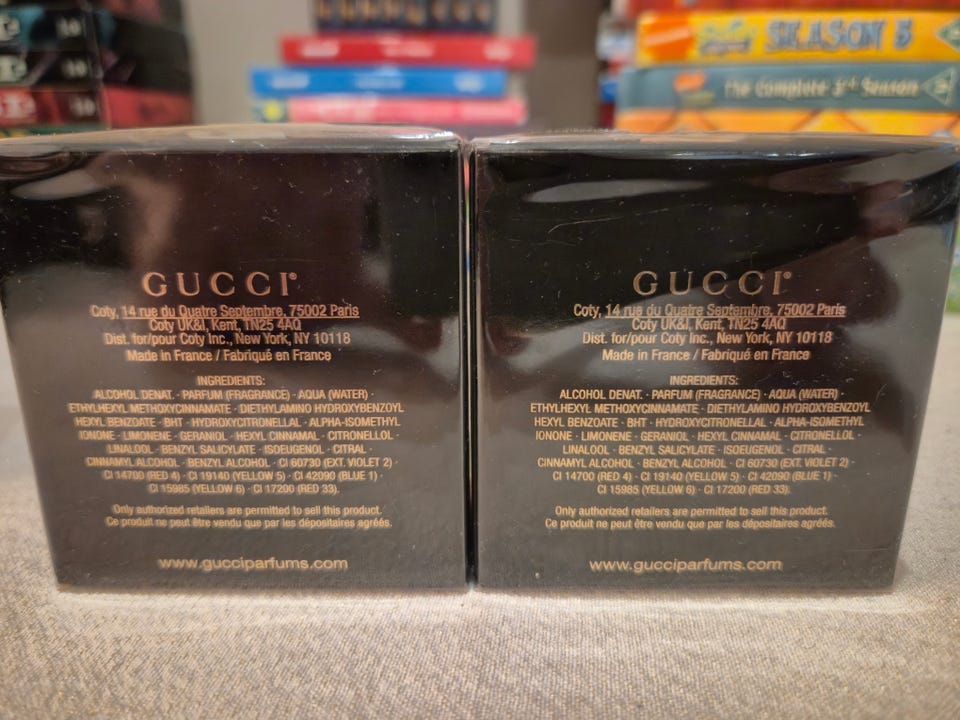 SEASON 5
The Complete 3rd Season
GUCCI®
Coty, 14 rue du Quatre Septembre, 75002 Paris
Coty UK&I, Kent, TN25 4AQ
Dist. for/pour Coty Inc., New York, NY 10118
Made in France / Fabriqué en France
INGREDIENTS:
ALCOHOL DENAT. · PARFUM (FRAGRANCE) · AQUA (WATER) ·
ETHYLHEXYL METHOXYCINNAMATE · DIETHYLAMINO HYDROXYBENZOYL
HEXYL BENZOATE · BHT · HYDROXYCITRONELLAL · ALPHA-ISOMETHYL
IONONE · LIMONENE · GERANIOL · HEXYL CINNAMAL · CITRONELLOL ·
LINALOOL · BENZYL SALICYLATE · ISOEUGENOL · CITRAL ·
CINNAMYL ALCOHOL · BENZYL ALCOHOL · CI 60730 (EXT. VIOLET 2) ·
CI 14700 (RED 4) · CI 19140 (YELLOW 5) · CI 42090 (BLUE 1) ·
CI 15985 (YELLOW 6) · CI 17200 (RED 33).
Only authorized retailers are permitted to sell this product.
Ce produit ne peut être vendu que par les dépositaires agréés.
www.gucciparfums.com
GUCCI®
Coty, 14 rue du Quatre Septembre, 75002 Paris
Coty UK&I, Kent, TN25 4AQ
Dist. for/pour Coty Inc., New York, NY 10118
Made in France / Fabriqué en France
INGREDIENTS:
ALCOHOL DENAT. · PARFUM (FRAGRANCE) · AQUA (WATER) ·
ETHYLHEXYL METHOXYCINNAMATE · DIETHYLAMINO HYDROXYBENZOYL
HEXYL BENZOATE · BHT · HYDROXYCITRONELLAL · ALPHA-ISOMETHYL
IONONE · LIMONENE · GERANIOL · HEXYL CINNAMAL · CITRONELLOL ·
LINALOOL · BENZYL SALICYLATE · ISOEUGENOL · CITRAL ·
CINNAMYL ALCOHOL · BENZYL ALCOHOL · CI 60730 (EXT. VIOLET 2) ·
CI 14700 (RED 4) · CI 19140 (YELLOW 5) · CI 42090 (BLUE 1) ·
CI 15985 (YELLOW 6) · CI 17200 (RED 33).
Only authorized retailers are permitted to sell this product.
Ce produit ne peut être vendu que par les dépositaires agréés.
www.gucciparfums.com